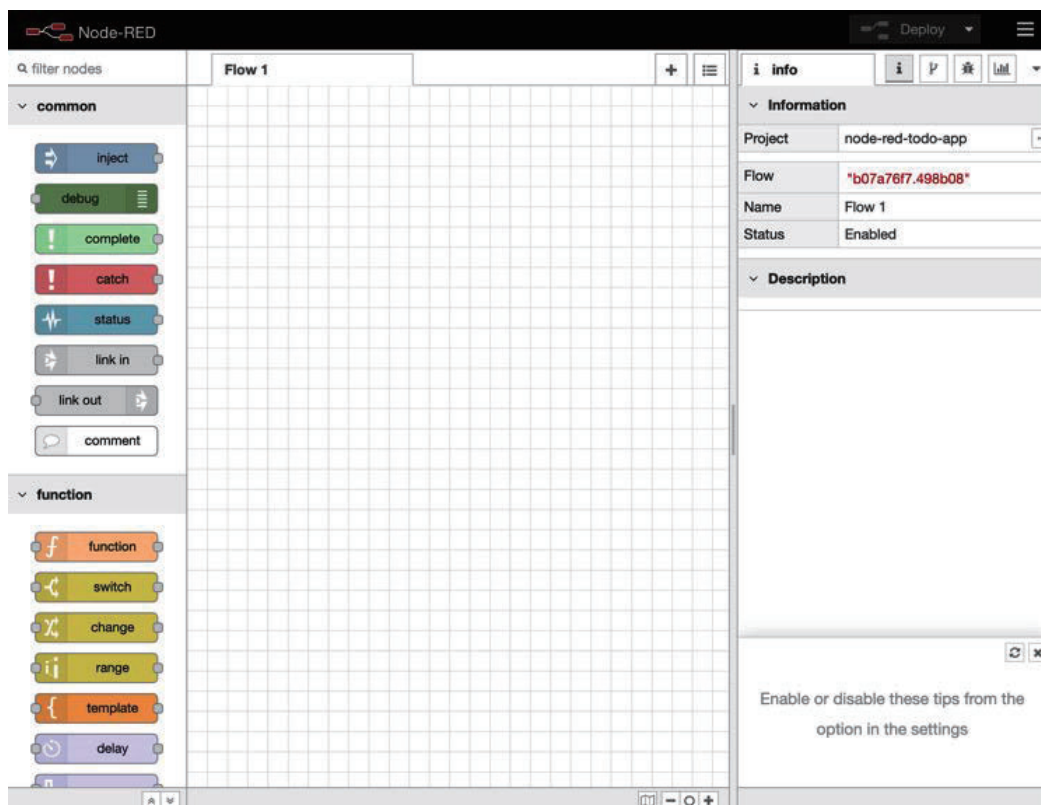 Node-RED
Deploy
filter nodes
Flow 1
i info
common
Information
inject
Project
node-red-todo-app
debug
Flow
"b07a76f7.498b08"
Name
Flow 1
complete
Status
Enabled
catch
Description
status
link in
link out
comment
function
function
switch
change
range
template
delay
Enable or disable these tips from the
option in the settings